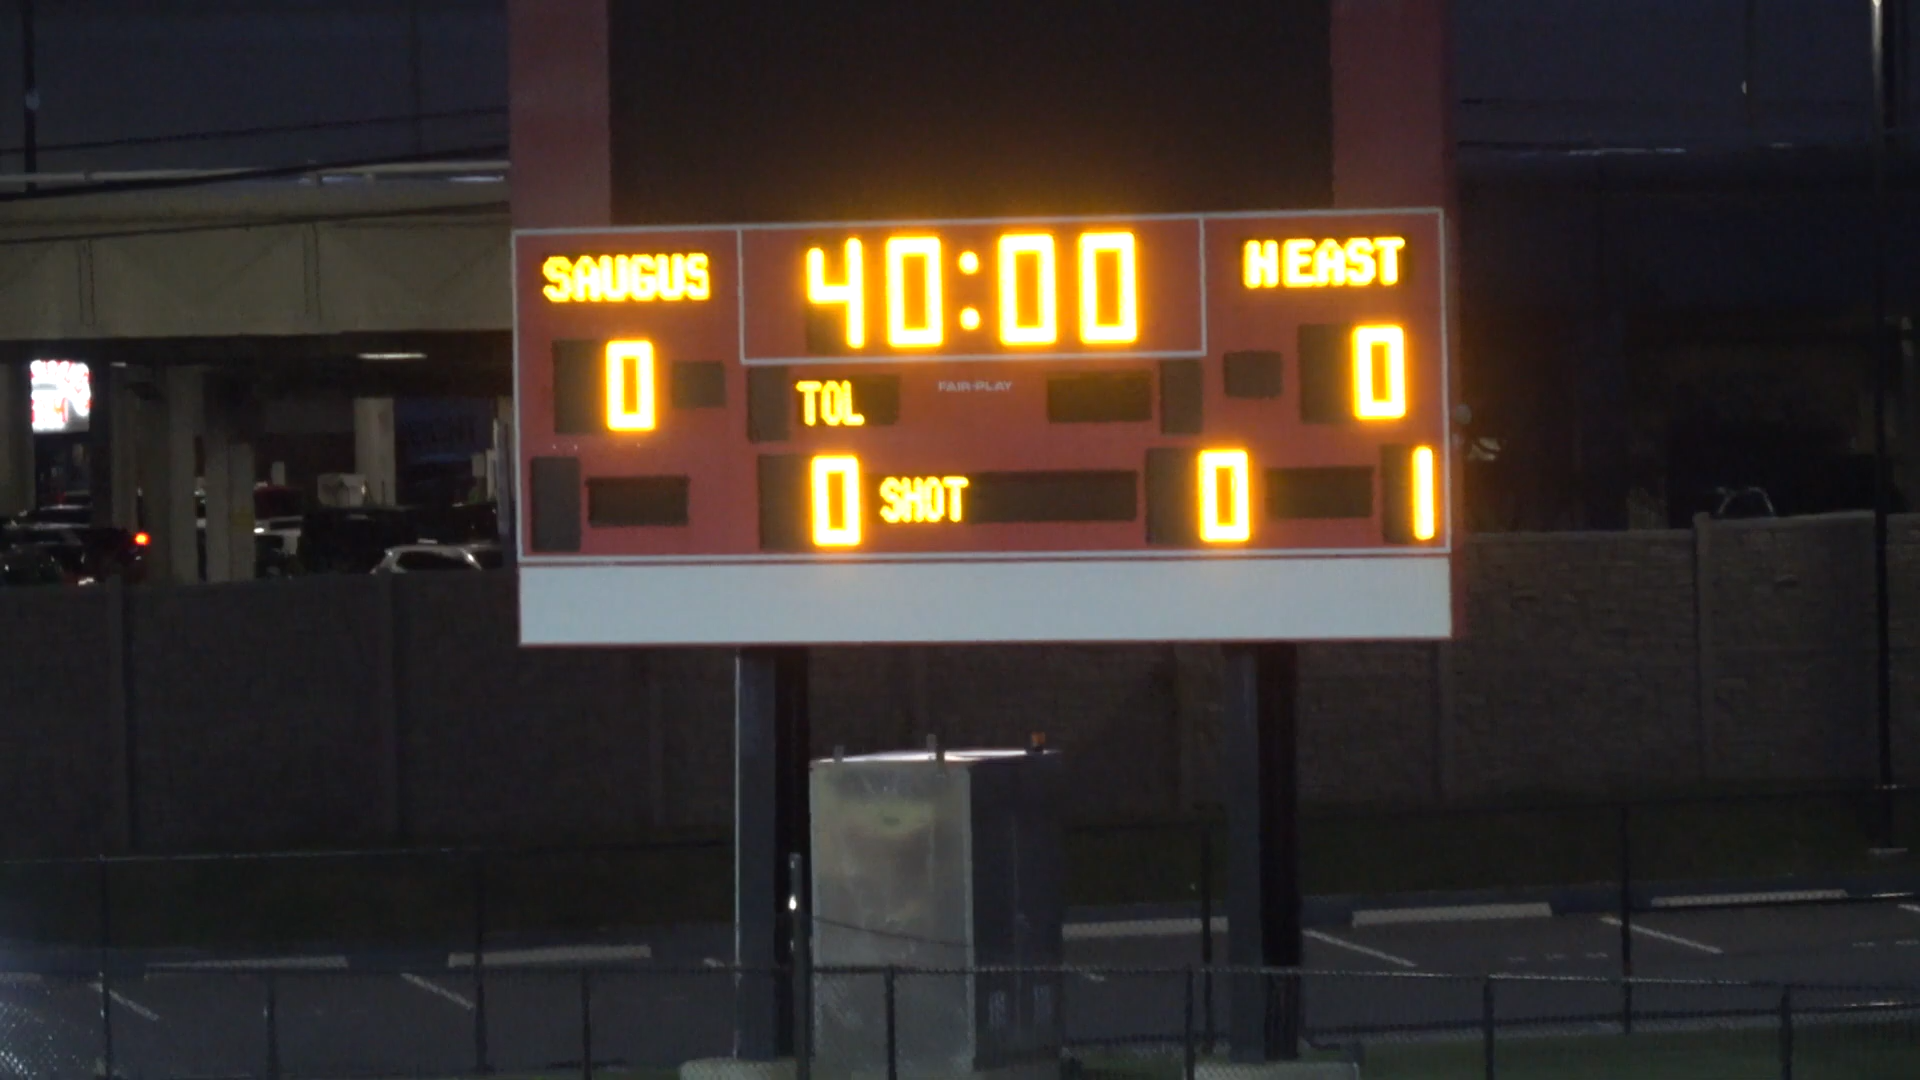 SAUGUS 40:00 HEAST
0 0
TOL FAIR-PLAY
0 SHOT 0 1